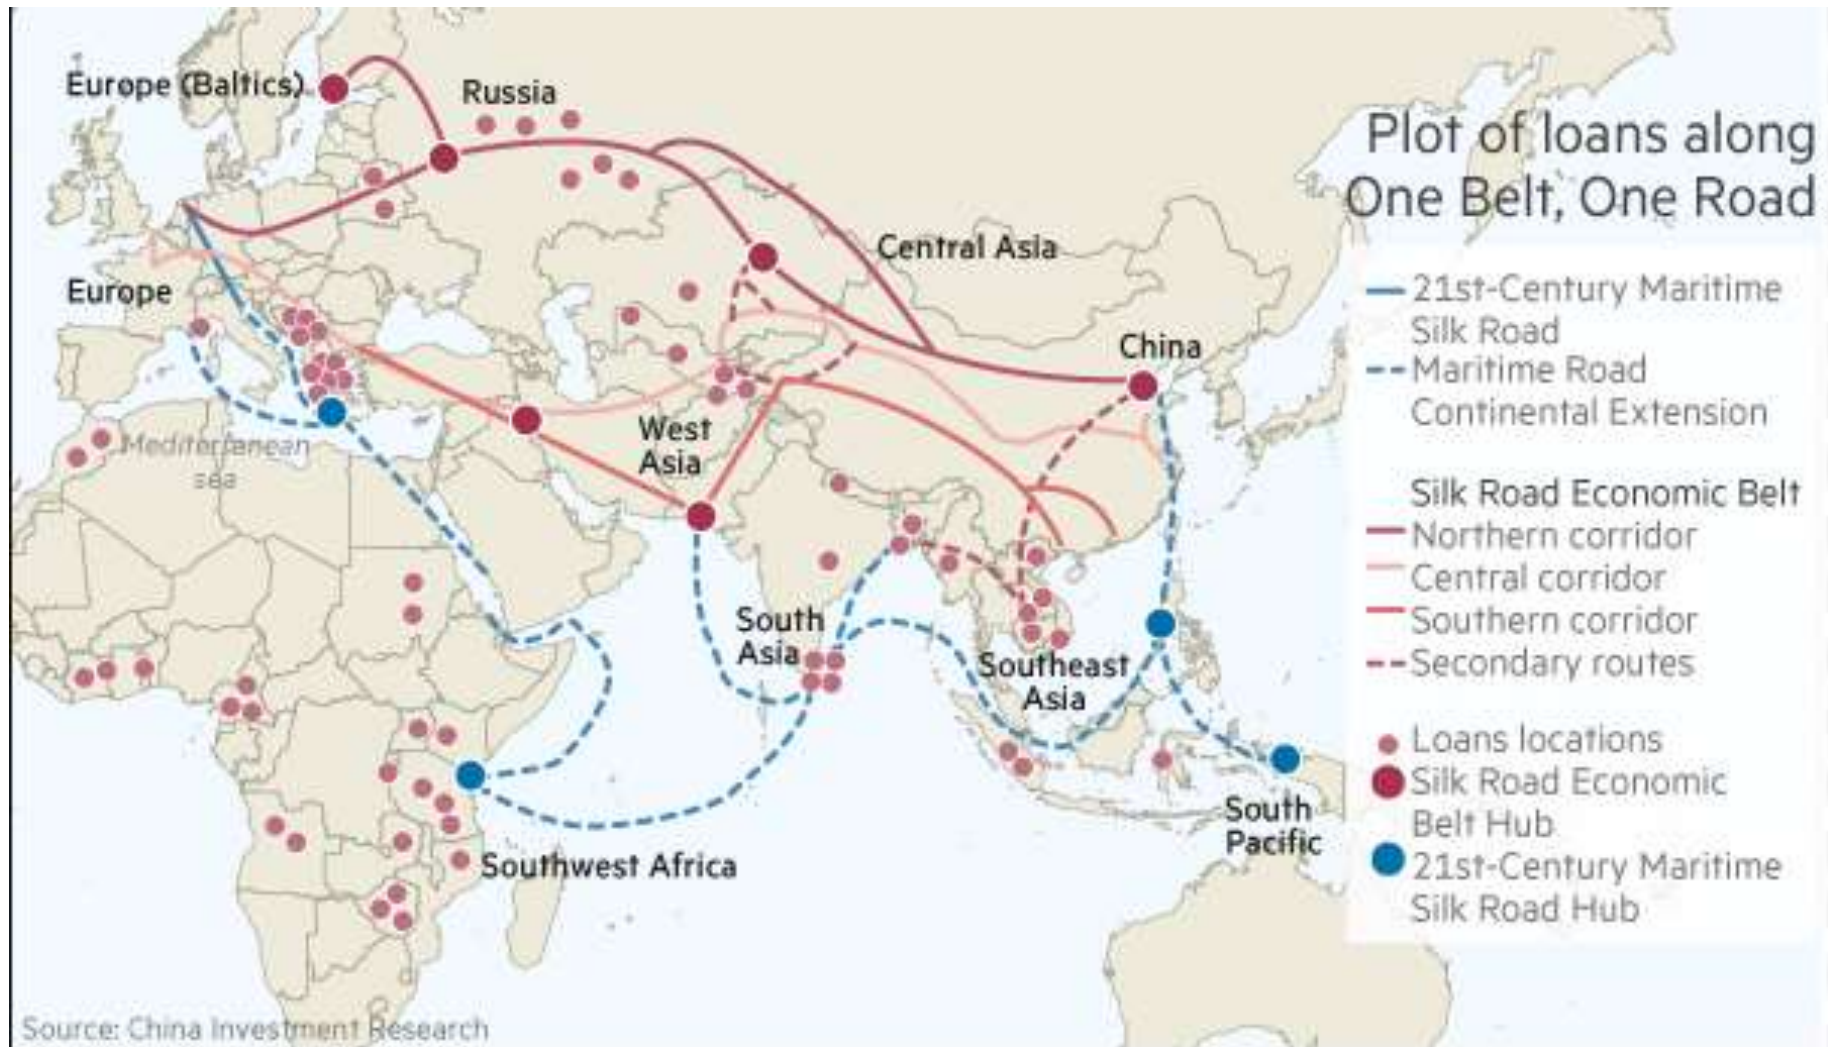 Europe (Baltics)
Russia
Plot of loans along
One Belt, One Road
Central Asia
Europe
21st-Century Maritime
Silk Road
Maritime Road
Continental Extension
China
West
Asia
Mediterranean
sea
Silk Road Economic Belt
Northern corridor
Central corridor
Southern corridor
Secondary routes
South
Asia
Southeast
Asia
Loans locations
Silk Road Economic
Belt Hub
21st-Century Maritime
Silk Road Hub
South
Pacific
Southwest Africa
Source: China Investment Research